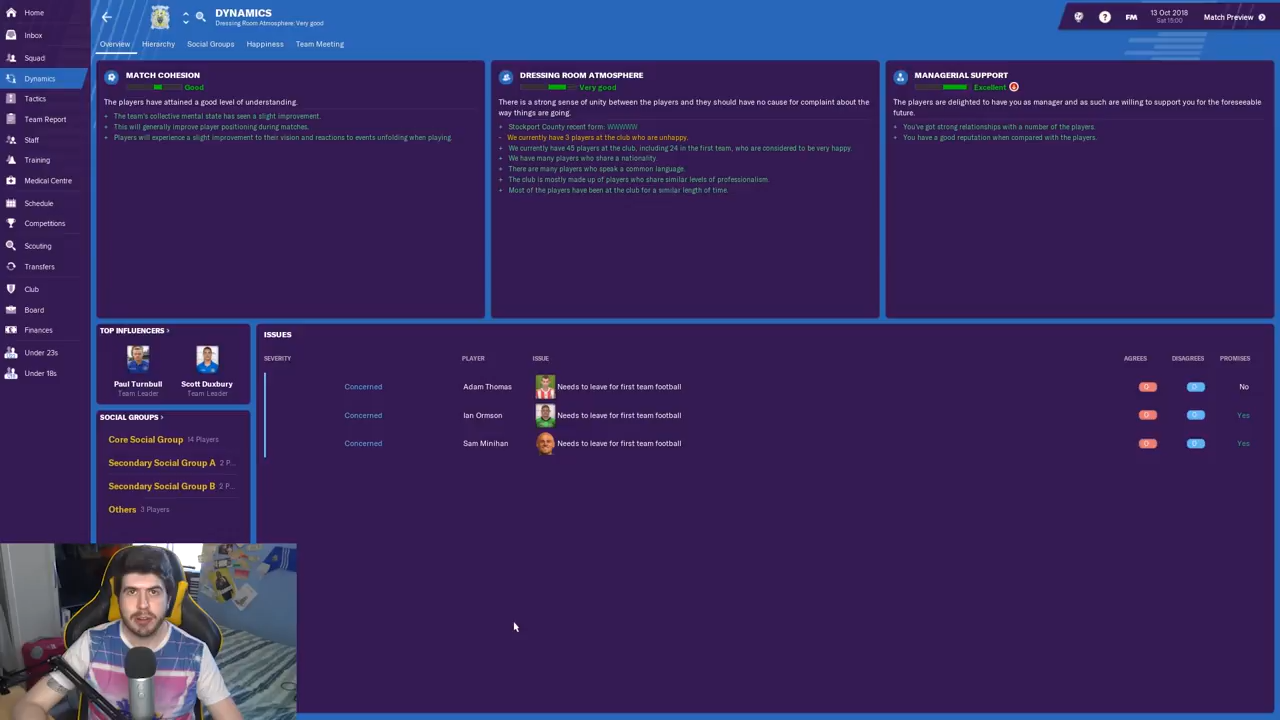 Home
Inbox
Squad
Dynamics
Tactics
Team Report
Staff
Training
Medical Centre
Schedule
Competitions
Scouting
Transfers
Club
Board
Finances
Under 23s
Under 18s
DYNAMICS
Dressing Room Atmosphere: Very good
FM
13 Oct 2018
Sat 15:00
Match Preview
Overview
Hierarchy
Social Groups
Happiness
Team Meeting
MATCH COHESION
Good
The players have attained a good level of understanding.
+ The team's collective mental state has seen a slight improvement.
+ This will generally improve player positioning during matches.
+ Players will experience a slight improvement to their vision and reactions to events unfolding when playing.
DRESSING ROOM ATMOSPHERE
Very good
There is a strong sense of unity between the players and they should have no cause for complaint about the
way things are going.
+ Stockport County recent form: WWWWW
- We currently have 3 players at the club who are unhappy.
+ We currently have 45 players at the club, including 24 in the first team, who are considered to be very happy.
+ We have many players who share a nationality.
+ There are many players who speak a common language.
+ The club is mostly made up of players who share similar levels of professionalism.
+ Most of the players have been at the club for a similar length of time.
MANAGERIAL SUPPORT
Excellent
The players are delighted to have you as manager and as such are willing to support you for the foreseeable
future.
+ You've got strong relationships with a number of the players.
+ You have a good reputation when compared with the players.
TOP INFLUENCERS
Paul Turnbull
Team Leader
Scott Duxbury
Team Leader
SOCIAL GROUPS
Core Social Group 14 Players
Secondary Social Group A 2 P...
Secondary Social Group B 2 P...
Others 3 Players
ISSUES
SEVERITY PLAYER ISSUE AGREES DISAGREES PROMISES
Concerned Adam Thomas Needs to leave for first team football 0 0 No
Concerned Ian Ormson Needs to leave for first team football 0 0 Yes
Concerned Sam Minihan Needs to leave for first team football 0 0 Yes